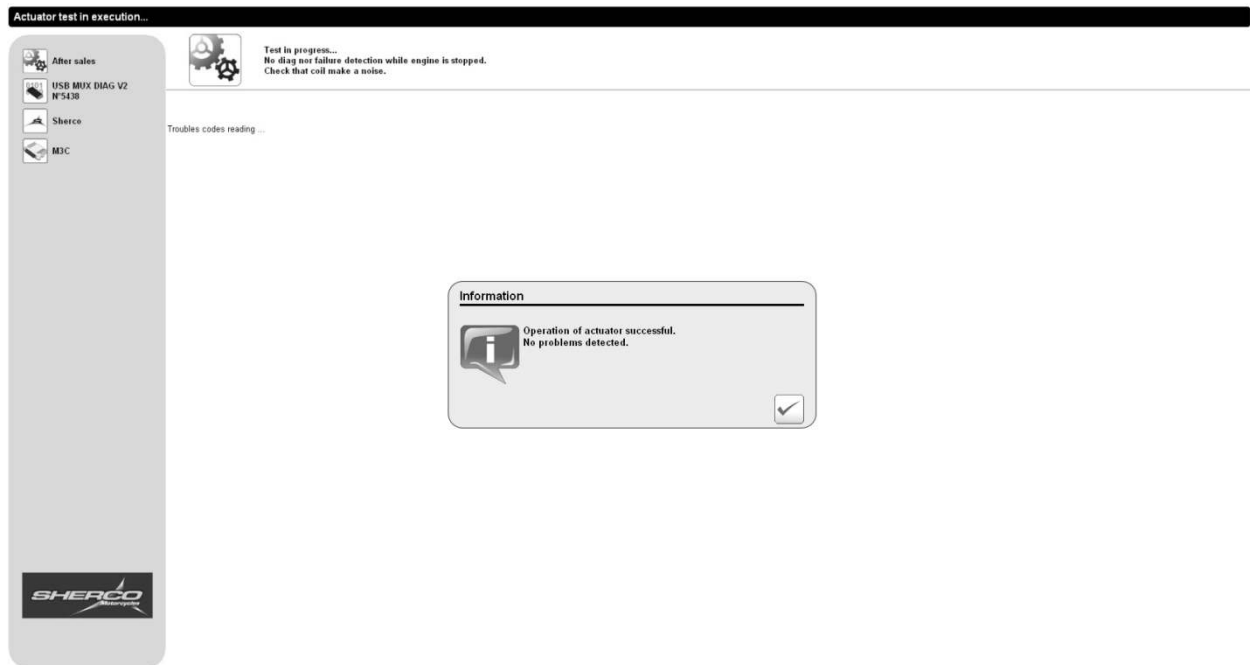 Actuator test in execution...
After sales
USB MUX DIAG V2
N°5438
Sherco
M3C
Test in progress...
No diag nor failure detection while engine is stopped.
Check that coil make a noise.
Troubles codes reading ...
Information
Operation of actuator successful.
No problems detected.
SHERCO
Motorcycles